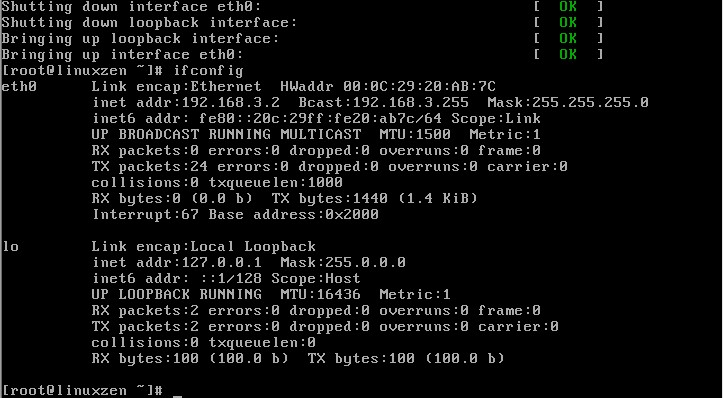 Shutting down interface eth0: [ OK ]
Shutting down loopback interface: [ OK ]
Bringing up loopback interface: [ OK ]
Bringing up interface eth0: [ OK ]
[root@linuxzen ~]# ifconfig
eth0 Link encap:Ethernet HWaddr 00:0C:29:20:AB:7C
inet addr:192.168.3.2 Bcast:192.168.3.255 Mask:255.255.255.0
inet6 addr: fe80::20c:29ff:fe20:ab7c/64 Scope:Link
UP BROADCAST RUNNING MULTICAST MTU:1500 Metric:1
RX packets:0 errors:0 dropped:0 overruns:0 frame:0
TX packets:24 errors:0 dropped:0 overruns:0 carrier:0
collisions:0 txqueuelen:1000
RX bytes:0 (0.0 b) TX bytes:1440 (1.4 KiB)
Interrupt:67 Base address:0x2000
lo Link encap:Local Loopback
inet addr:127.0.0.1 Mask:255.0.0.0
inet6 addr: ::1/128 Scope:Host
UP LOOPBACK RUNNING MTU:16436 Metric:1
RX packets:2 errors:0 dropped:0 overruns:0 frame:0
TX packets:2 errors:0 dropped:0 overruns:0 carrier:0
collisions:0 txqueuelen:0
RX bytes:100 (100.0 b) TX bytes:100 (100.0 b)
[root@linuxzen ~]# _